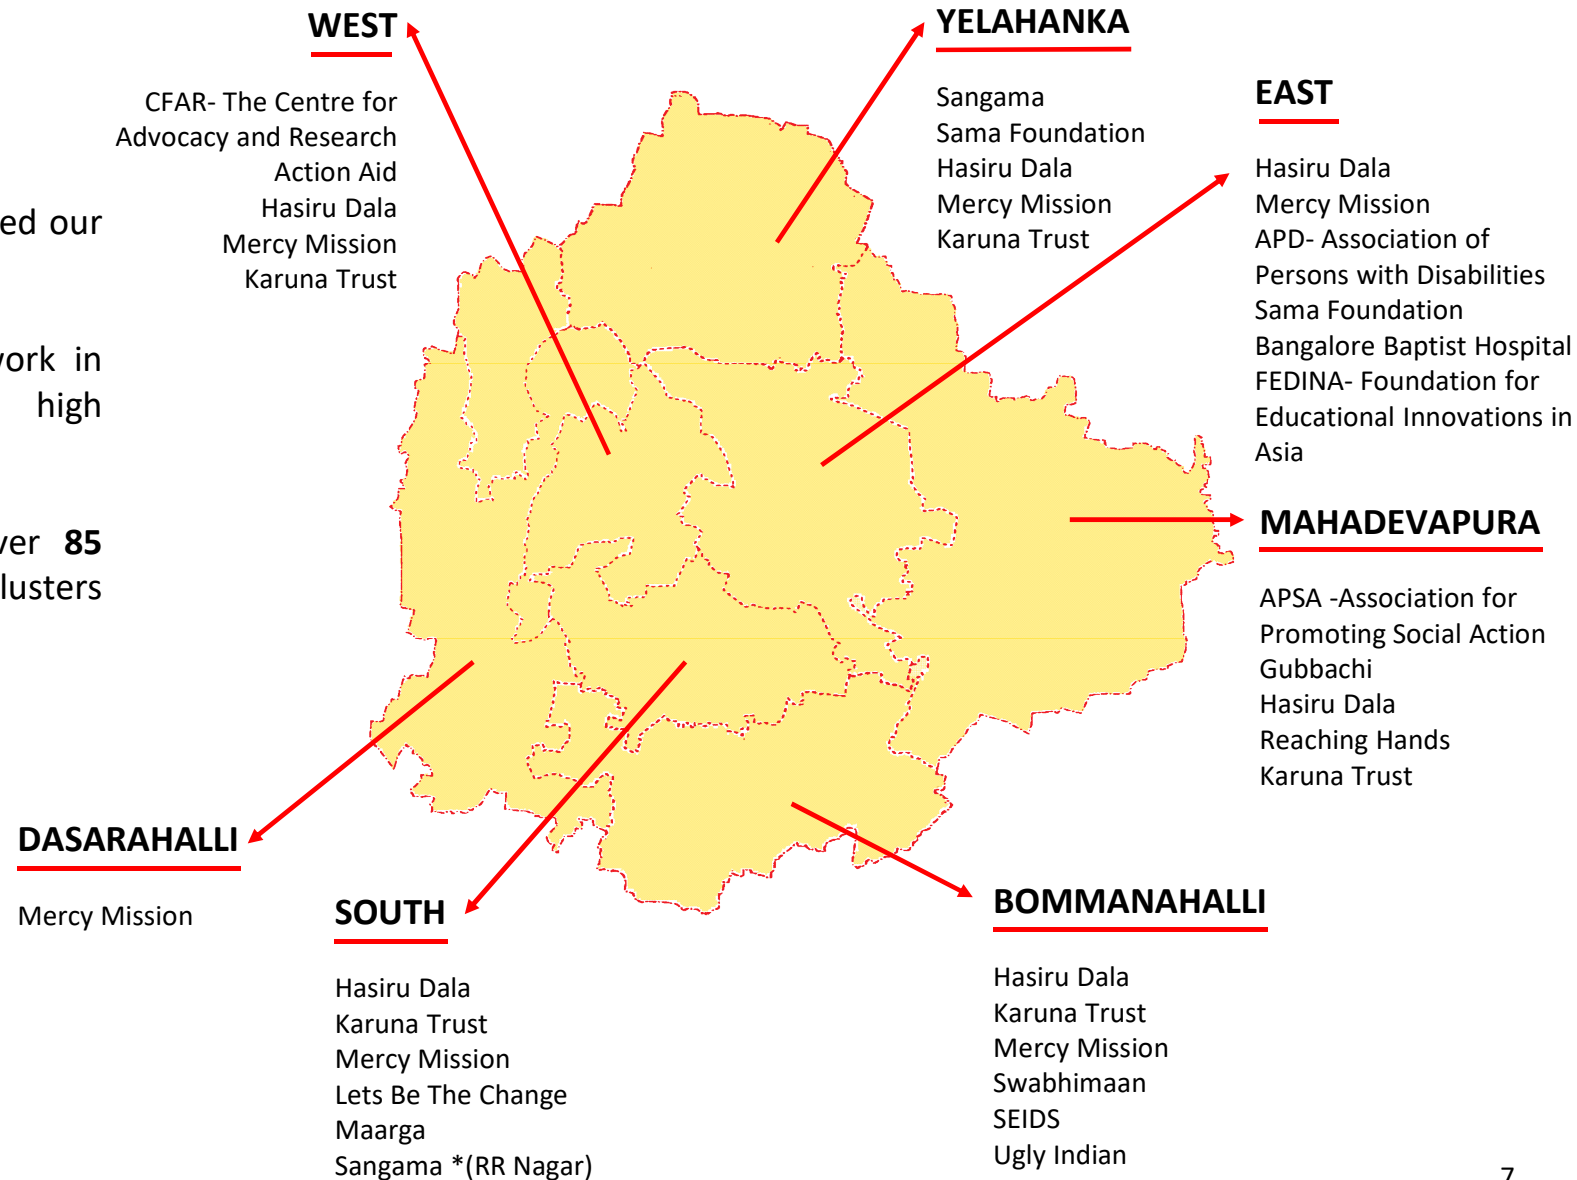 WEST
CFAR- The Centre for
Advocacy and Research
Action Aid
Hasiru Dala
Mercy Mission
Karuna Trust
YELAHANKA
Sangama
Sama Foundation
Hasiru Dala
Mercy Mission
Karuna Trust
EAST
Hasiru Dala
Mercy Mission
APD- Association of
Persons with Disabilities
Sama Foundation
Bangalore Baptist Hospital
FEDINA- Foundation for
Educational Innovations in
Asia
ed our
ork in
high
ver 85
lusters
MAHADEVAPURA
APSA -Association for
Promoting Social Action
Gubbachi
Hasiru Dala
Reaching Hands
Karuna Trust
DASARAHALLI
Mercy Mission
SOUTH
Hasiru Dala
Karuna Trust
Mercy Mission
Lets Be The Change
Maarga
Sangama *(RR Nagar)
BOMMANAHALLI
Hasiru Dala
Karuna Trust
Mercy Mission
Swabhimaan
SEIDS
Ugly Indian
7